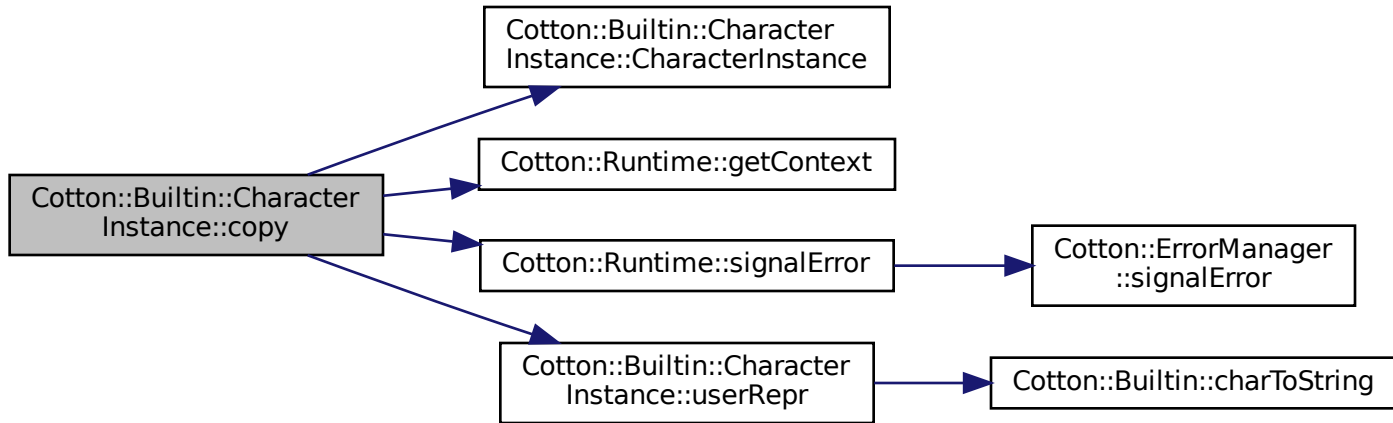 Cotton::Builtin::Character
Instance::copy
Cotton::Builtin::Character
Instance::CharacterInstance
Cotton::Runtime::getContext
Cotton::Runtime::signalError
Cotton::Builtin::Character
Instance::userRepr
Cotton::ErrorManager
::signalError
Cotton::Builtin::charToString